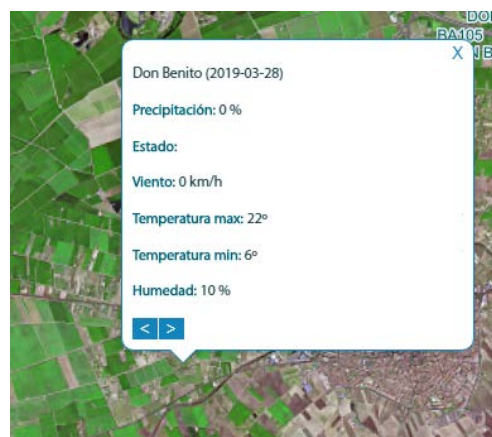 BA105
X
Don Benito (2019-03-28)
Precipitación: 0 %
Estado:
Viento: 0 km/h
Temperatura max: 22º
Temperatura min: 6º
Humedad: 10 %
< >